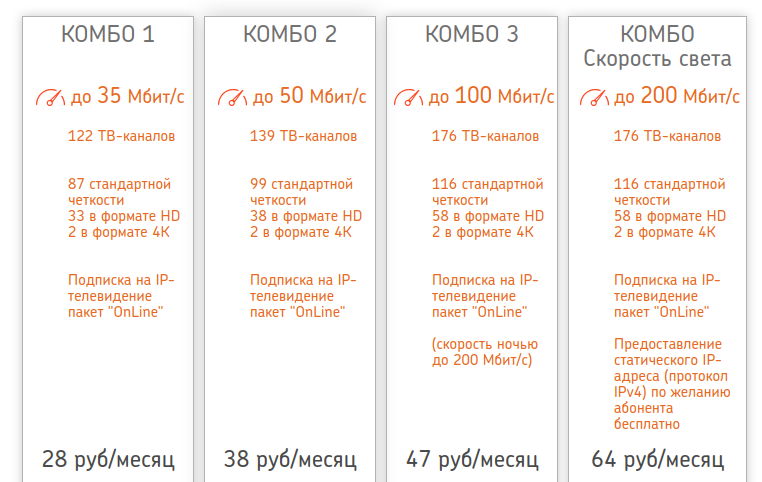 КОМБО 1
до 35 Мбит/с
122 ТВ-каналов
87 стандартной
четкости
33 в формате HD
2 в формате 4К
Подписка на IP-
телевидение
пакет "OnLine"
28 руб/месяц
КОМБО 2
до 50 Мбит/с
139 ТВ-каналов
99 стандартной
четкости
38 в формате HD
2 в формате 4К
Подписка на IP-
телевидение
пакет "OnLine"
38 руб/месяц
КОМБО 3
до 100 Мбит/с
176 ТВ-каналов
116 стандартной
четкости
58 в формате HD
2 в формате 4К
Подписка на IP-
телевидение
пакет "OnLine"
(скорость ночью
до 200 Мбит/с)
47 руб/месяц
КОМБО
Скорость света
до 200 Мбит/с
176 ТВ-каналов
116 стандартной
четкости
58 в формате HD
2 в формате 4К
Подписка на IP-
телевидение
пакет "OnLine"
Предоставление
статического IP-
адреса (протокол
IPv4) по желанию
абонента
бесплатно
64 руб/месяц